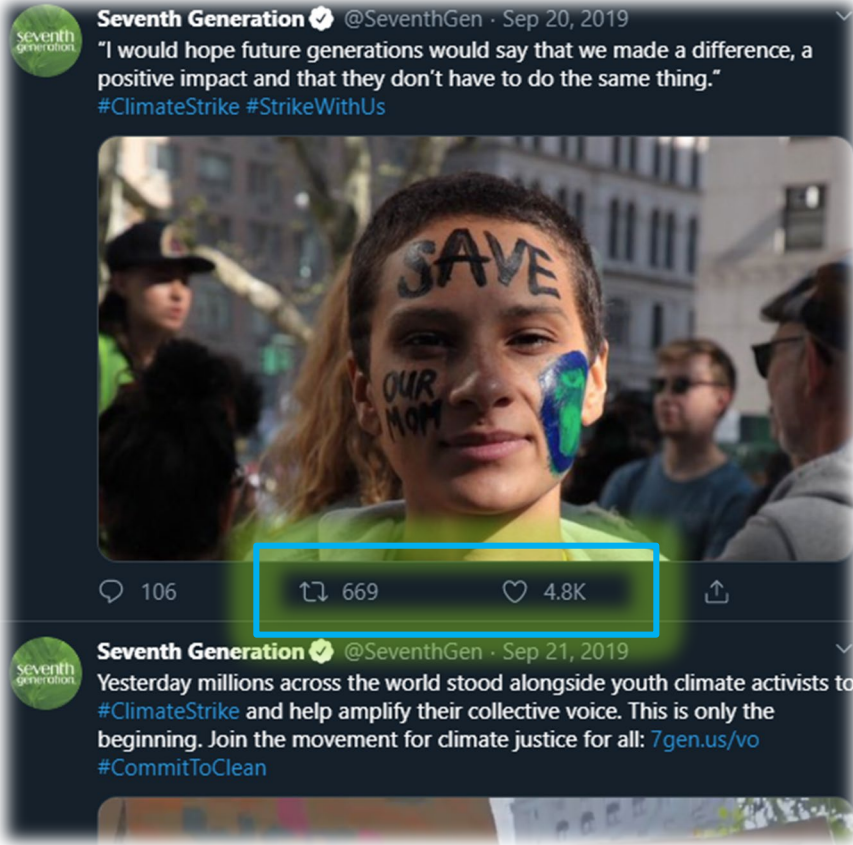 seventh
generation
Seventh Generation @SeventhGen · Sep 20, 2019
"I would hope future generations would say that we made a difference, a
positive impact and that they don't have to do the same thing."
#ClimateStrike #StrikeWithUs
SAVE
OUR
MOM
106 669 4.8K
seventh
generation
Seventh Generation @SeventhGen · Sep 21, 2019
Yesterday millions across the world stood alongside youth climate activists to
#ClimateStrike and help amplify their collective voice. This is only the
beginning. Join the movement for climate justice for all: 7gen.us/vo
#CommitToClean